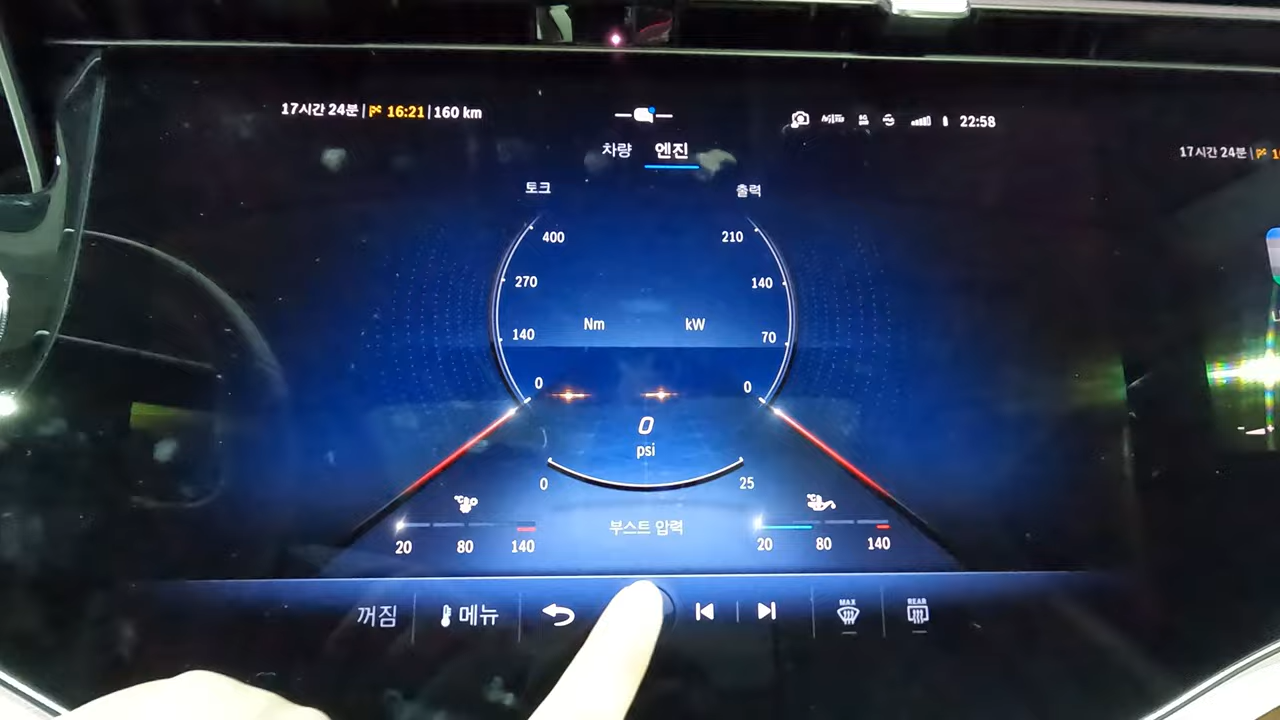 17시간 24분 | 16:21 | 160 km
22:58
차량 엔진
17시간 24분 |
토크
출력
400
210
270
140
140
70
Nm
kW
0
0
0
psi
0
25
℃
℃
부스트 압력
20 80 140
20 80 140
꺼짐
메뉴
MAX
REAR